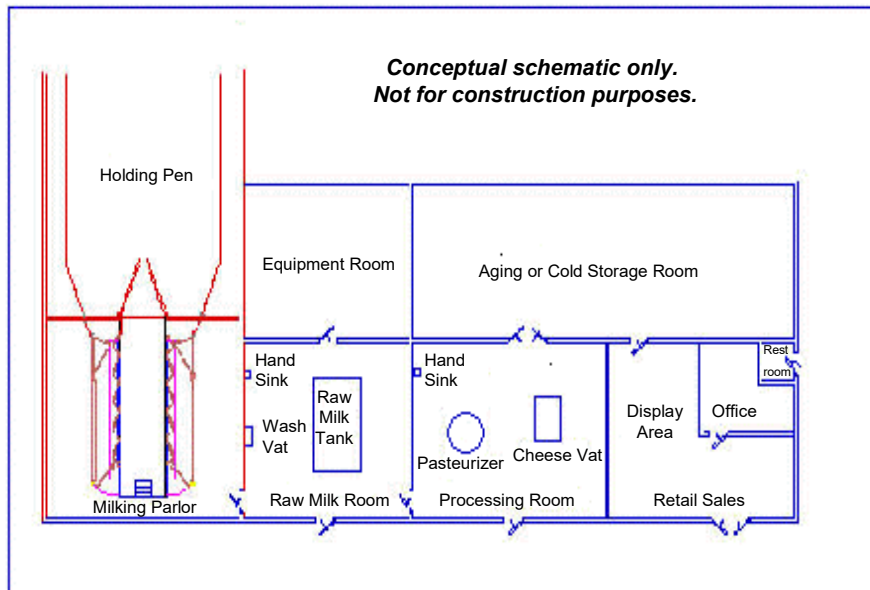 Conceptual schematic only.
Not for construction purposes.
Holding Pen
Equipment Room
Aging or Cold Storage Room
Hand
Sink
Raw
Milk
Tank
Wash
Vat
Hand
Sink
Pasteurizer
Cheese Vat
Display
Area
Office
Rest
room
Milking Parlor
Raw Milk Room
Processing Room
Retail Sales